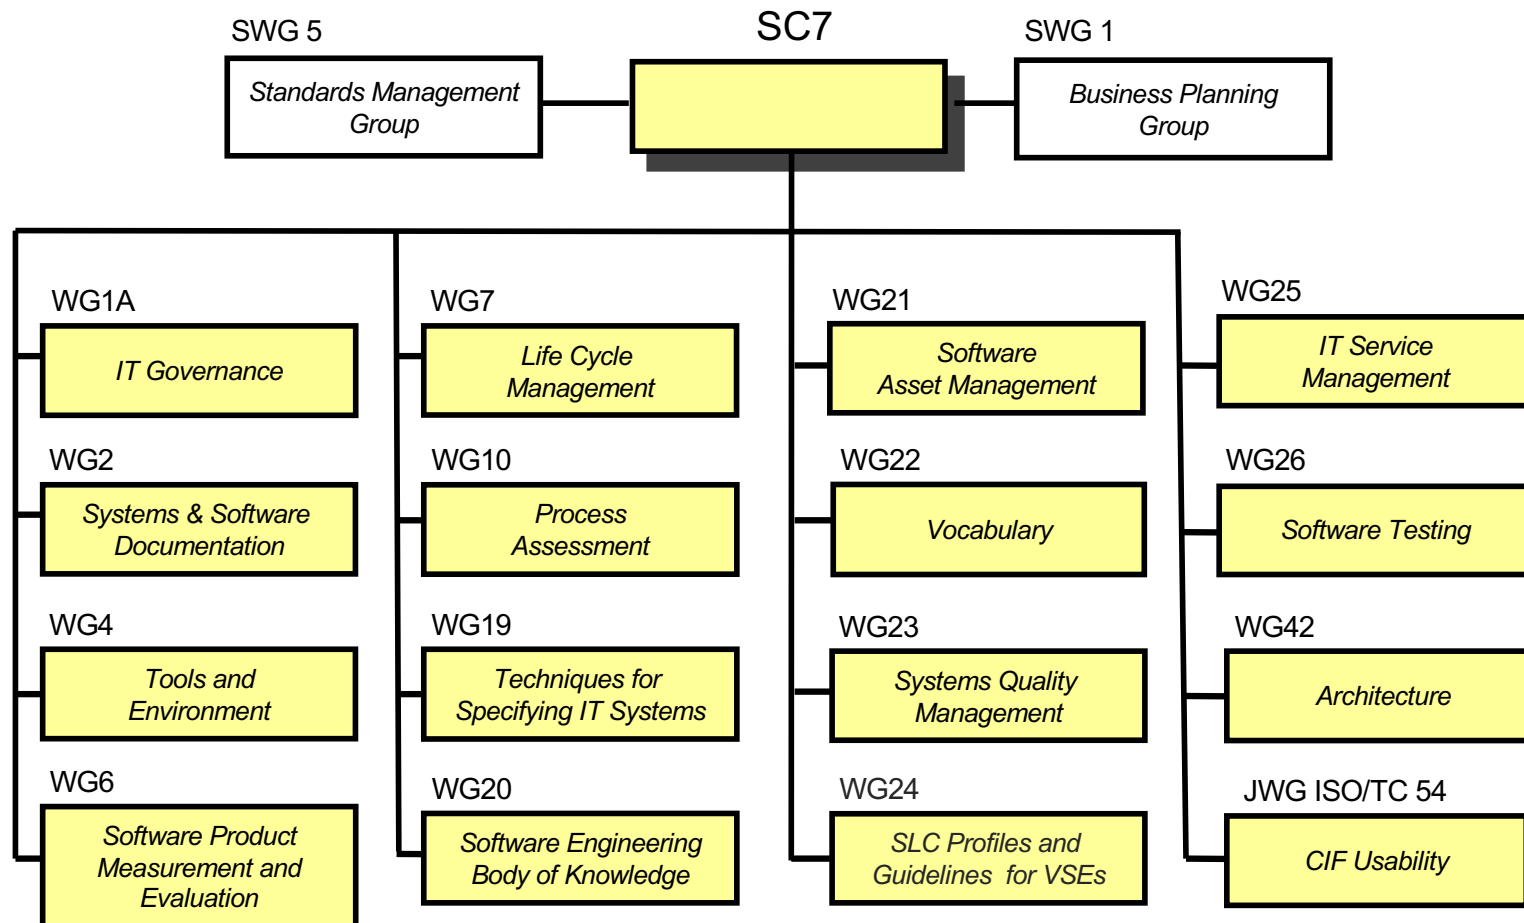 SWG 5
SC7
SWG 1
Standards Management
Group
Business Planning
Group
WG1A
IT Governance
WG2
Systems & Software
Documentation
WG4
Tools and
Environment
WG6
Software Product
Measurement and
Evaluation
WG7
Life Cycle
Management
WG10
Process
Assessment
WG19
Techniques for
Specifying IT Systems
WG20
Software Engineering
Body of Knowledge
WG21
Software
Asset Management
WG22
Vocabulary
WG23
Systems Quality
Management
WG24
SLC Profiles and
Guidelines for VSEs
WG25
IT Service
Management
WG26
Software Testing
WG42
Architecture
JWG ISO/TC 54
CIF Usability